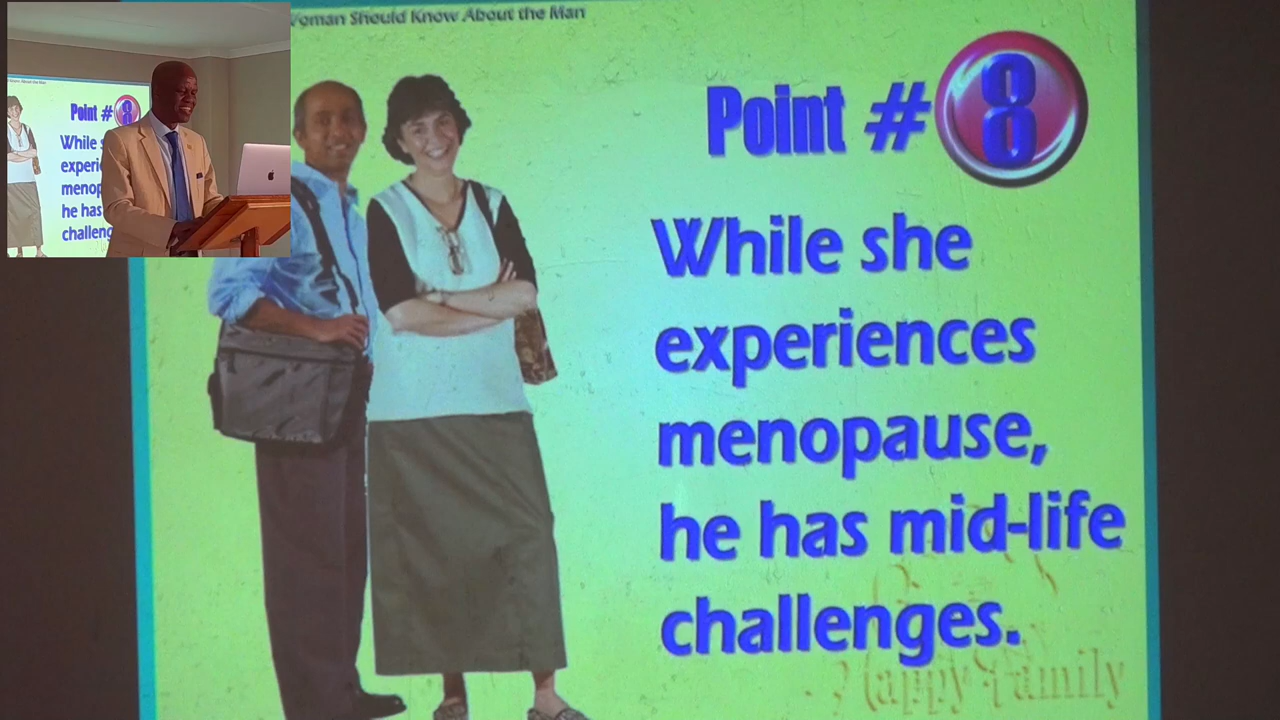 Woman Should Know About the Man
Point # 8
While she
experiences
menopause,
he has mid-life
challenges.
Happy Family
Point # 8
While s
experie
menop
he has
challeng